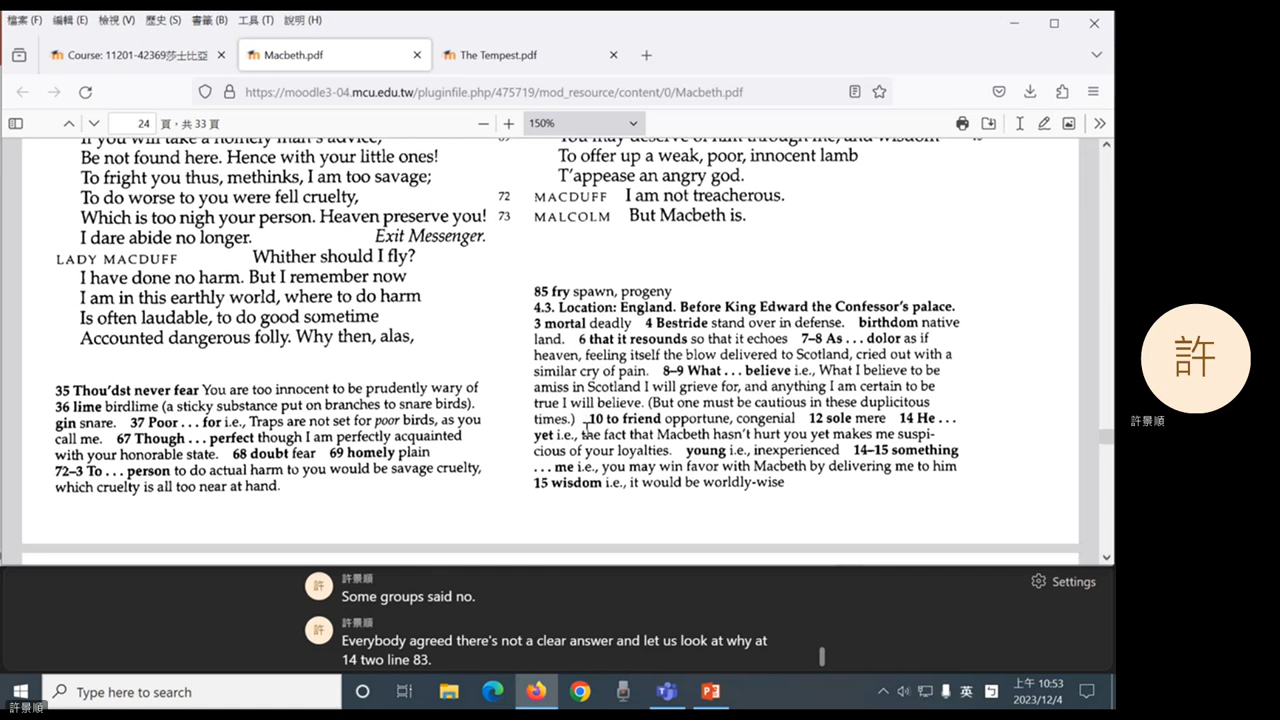 檔案 (F) 編輯 (E) 檢視 (V) 歷史 (S) 書籤 (B) 工具 (T) 說明 (H)
Course: 11201-42369莎士比亞
Macbeth.pdf
The Tempest.pdf
https://moodle3-04.mcu.edu.tw/pluginfile.php/475719/mod_resource/content/0/Macbeth.pdf
24 頁，共 33 頁
150%
If you will take a homely man's advice,
Be not found here. Hence with your little ones!
To fright you thus, methinks, I am too savage;
To do worse to you were fell cruelty, 72
Which is too nigh your person. Heaven preserve you! 73
I dare abide no longer. Exit Messenger.
LADY MACDUFF Whither should I fly?
I have done no harm. But I remember now
I am in this earthly world, where to do harm
Is often laudable, to do good sometime
Accounted dangerous folly. Why then, alas,
35 Thou'dst never fear You are too innocent to be prudently wary of
36 lime birdlime (a sticky substance put on branches to snare birds).
gin snare. 37 Poor . . . for i.e., Traps are not set for poor birds, as you
call me. 67 Though . . . perfect though I am perfectly acquainted
with your honorable state. 68 doubt fear 69 homely plain
72–3 To . . . person to do actual harm to you would be savage cruelty,
which cruelty is all too near at hand.
You may deserve of him through me, and wisdom
To offer up a weak, poor, innocent lamb
T'appease an angry god.
MACDUFF I am not treacherous.
MALCOLM But Macbeth is.
85 fry spawn, progeny
4.3. Location: England. Before King Edward the Confessor's palace.
3 mortal deadly 4 Bestride stand over in defense. birthdom native
land. 6 that it resounds so that it echoes 7–8 As . . . dolor as if
heaven, feeling itself the blow delivered to Scotland, cried out with a
similar cry of pain. 8–9 What . . . believe i.e., What I believe to be
amiss in Scotland I will grieve for, and anything I am certain to be
true I will believe. (But one must be cautious in these duplicitous
times.) 10 to friend opportune, congenial 12 sole mere 14 He . . .
yet i.e., the fact that Macbeth hasn't hurt you yet makes me suspi-
cious of your loyalties. young i.e., inexperienced 14–15 something
. . . me i.e., you may win favor with Macbeth by delivering me to him
15 wisdom i.e., it would be worldly-wise
許
許景順
許
許景順
Some groups said no.
許
許景順
Everybody agreed there's not a clear answer and let us look at why at
14 two line 83.
Settings
Type here to search
英
上午 10:53
2023/12/4
許景順